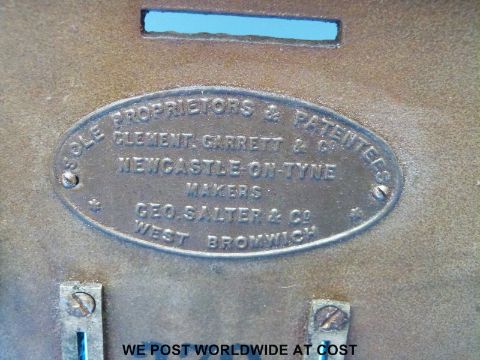 SOLE PROPRIETORS & PATENTEES
CLEMENT. GARRETT & Co
NEWCASTLE-ON-TYNE
MAKERS
GEO. SALTER & Co
* WEST BROMWICH *
WE POST WORLDWIDE AT COST